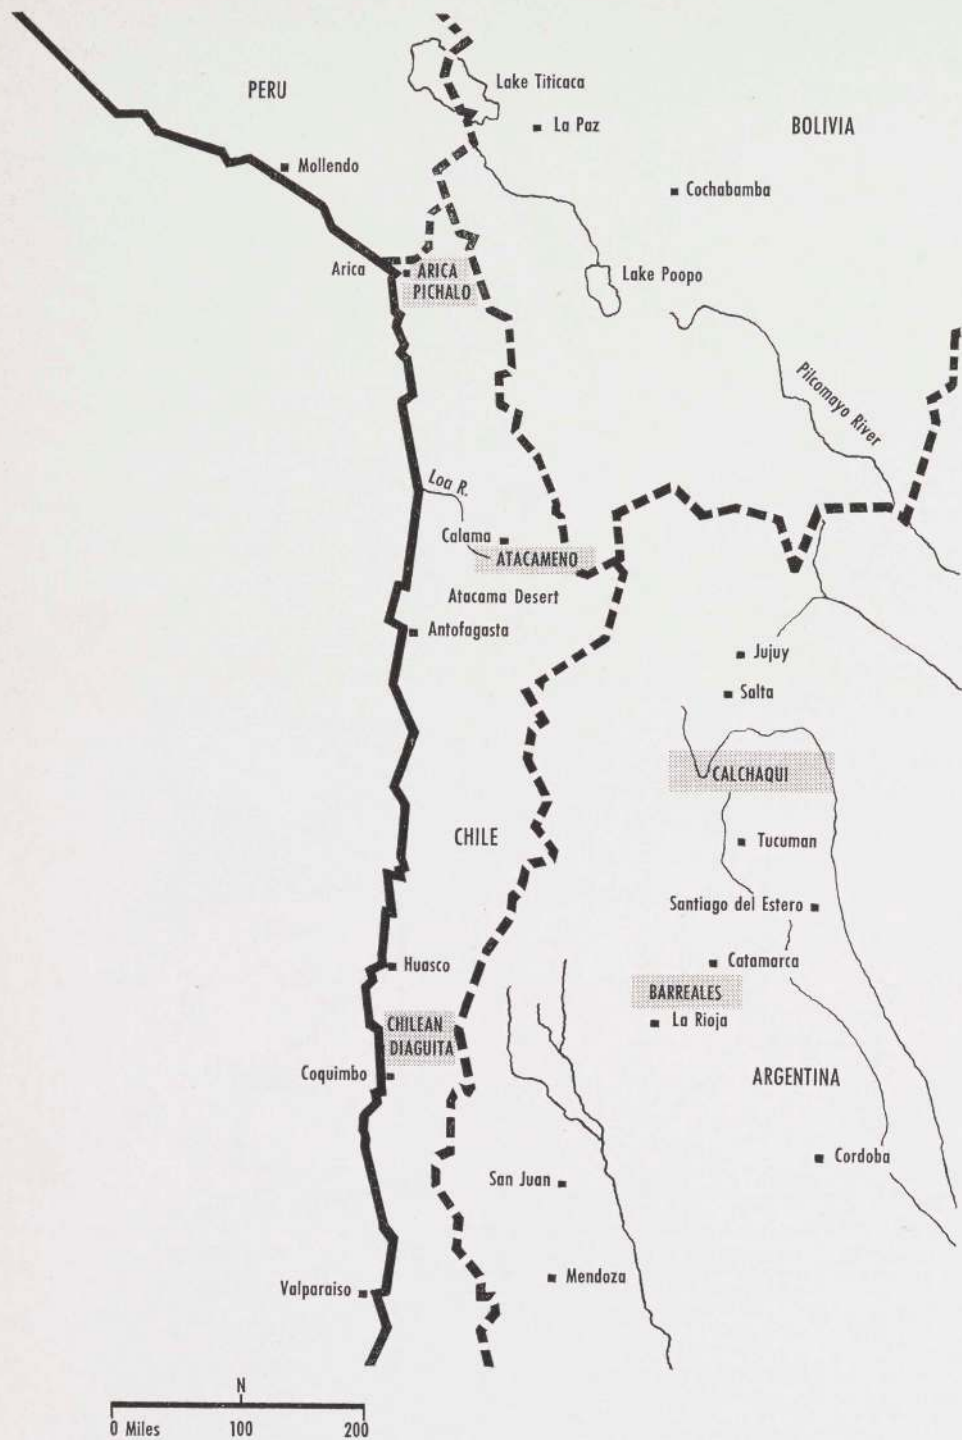 Lake Titicaca
PERU
La Paz
BOLIVIA
Mollendo
Cochabamba
Arica
ARICA
PICHALO
Lake Poopo
Pilcomayo River
Loa R.
Calama
ATACAMENO
Atacama Desert
Antofagasta
Jujuy
Salta
CALCHAQUI
CHILE
Tucuman
Santiago del Estero
Huasco
Catamarca
BARREALES
La Rioja
CHILEAN
DIAGUITA
Coquimbo
ARGENTINA
Cordoba
San Juan
Mendoza
Valparaiso
N
0 Miles 100 200